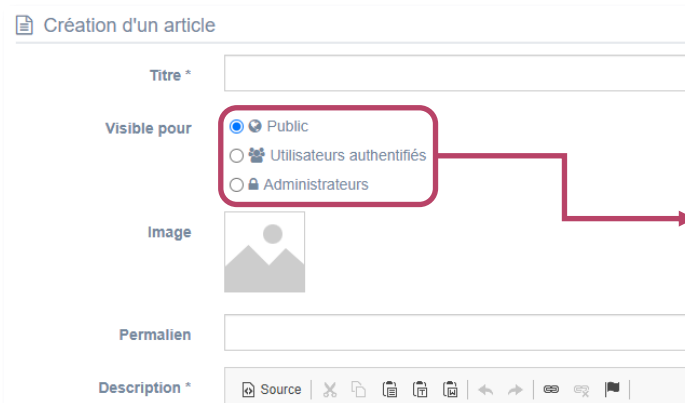 Création d'un article
Titre *
Visible pour
Public
Utilisateurs authentifiés
Administrateurs
Image
Permalien
Description *
Source